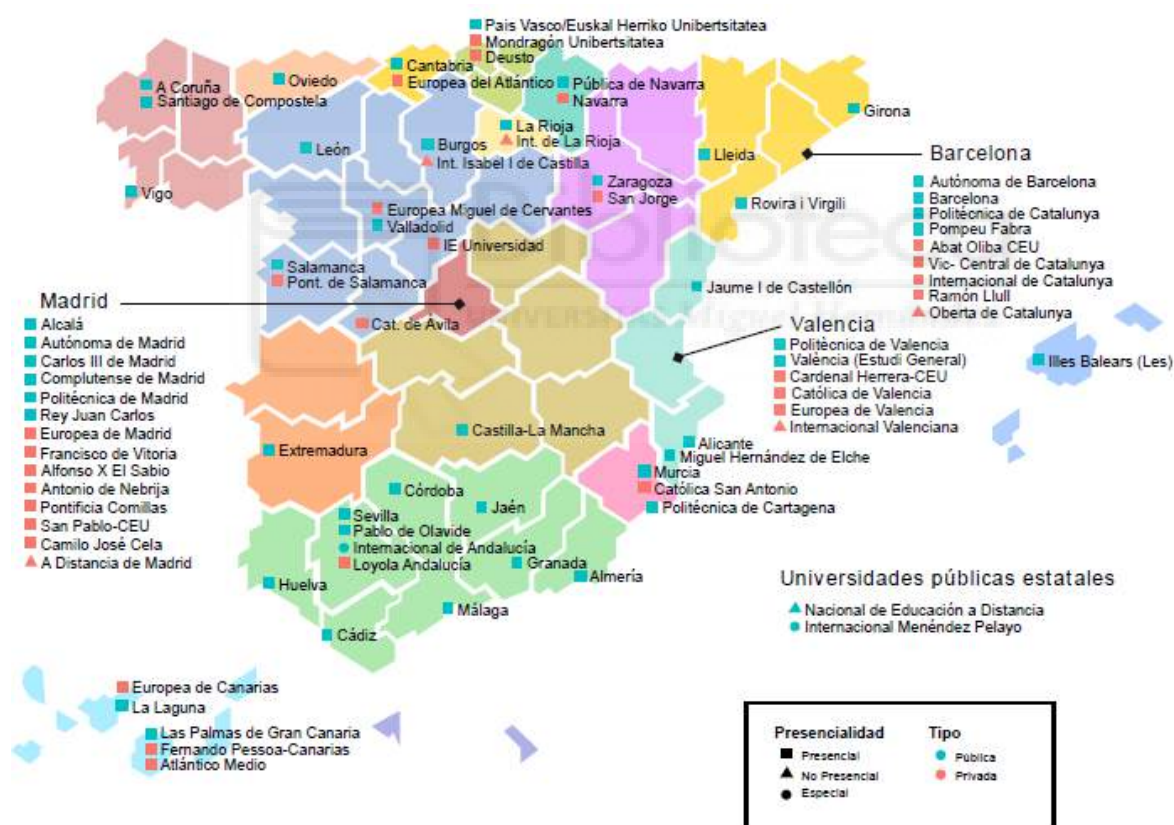 Pais Vasco/Euskal Herriko Unibertsitatea
Mondragón Unibertsitatea
Deusto
Cantabria
Europea del Atlántico
A Coruña
Santiago de Compostela
Oviedo
Pública de Navarra
Navarra
Girona
León
Burgos
Int. Isabel I de Castilla
La Rioja
Int. de La Rioja
Lleida
Vigo
Zaragoza
San Jorge
Rovira i Virgili
Europea Miguel de Cervantes
Valladolid
IE Universidad
Salamanca
Pont. de Salamanca
Cat. de Avila
Jaume I de Castellón
Barcelona
Autónoma de Barcelona
Barcelona
Politècnica de Catalunya
Pompeu Fabra
Abat Oliba CEU
Vic- Central de Catalunya
Internacional de Catalunya
Ramón Llull
Oberta de Catalunya
Madrid
Alcalá
Autónoma de Madrid
Carlos III de Madrid
Complutense de Madrid
Politécnica de Madrid
Rey Juan Carlos
Europea de Madrid
Francisco de Vitoria
Alfonso X El Sabio
Antonio de Nebrija
Pontificia Comillas
San Pablo-CEU
Camilo José Cela
A Distancia de Madrid
Valencia
Politècnica de Valencia
València (Estudi General)
Cardenal Herrera-CEU
Católica de Valencia
Europea de Valencia
Internacional Valenciana
Illes Balears (Les)
Castilla-La Mancha
Extremadura
Alicante
Miguel Hernández de Elche
Murcia
Católica San Antonio
Politécnica de Cartagena
Córdoba
Jaén
Sevilla
Pablo de Olavide
Internacional de Andalucía
Loyola Andalucía
Granada
Almería
Huelva
Málaga
Cádiz
Universidades públicas estatales
Nacional de Educación a Distancia
Internacional Menéndez Pelayo
Europea de Canarias
La Laguna
Las Palmas de Gran Canaria
Fernando Pessoa-Canarias
Atlántico Medio
Presencialidad
Presencial
No Presencial
Especial
Tipo
Pública
Privada
Biblioteca
UNIVERSITAS Miguel Hernández